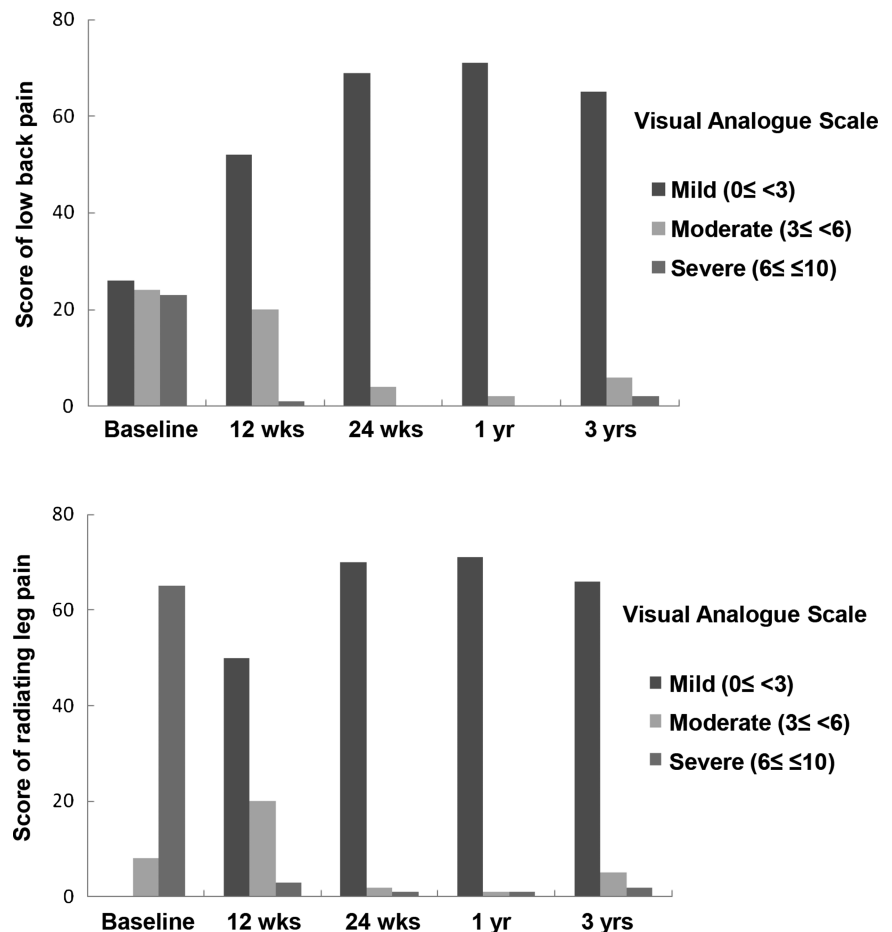 80
60
40
20
0
Score of low back pain
Baseline 12 wks 24 wks 1 yr 3 yrs
Visual Analogue Scale
Mild (0≤ <3)
Moderate (3≤ <6)
Severe (6≤ ≤10)
80
60
40
20
0
Score of radiating leg pain
Baseline 12 wks 24 wks 1 yr 3 yrs
Visual Analogue Scale
Mild (0≤ <3)
Moderate (3≤ <6)
Severe (6≤ ≤10)